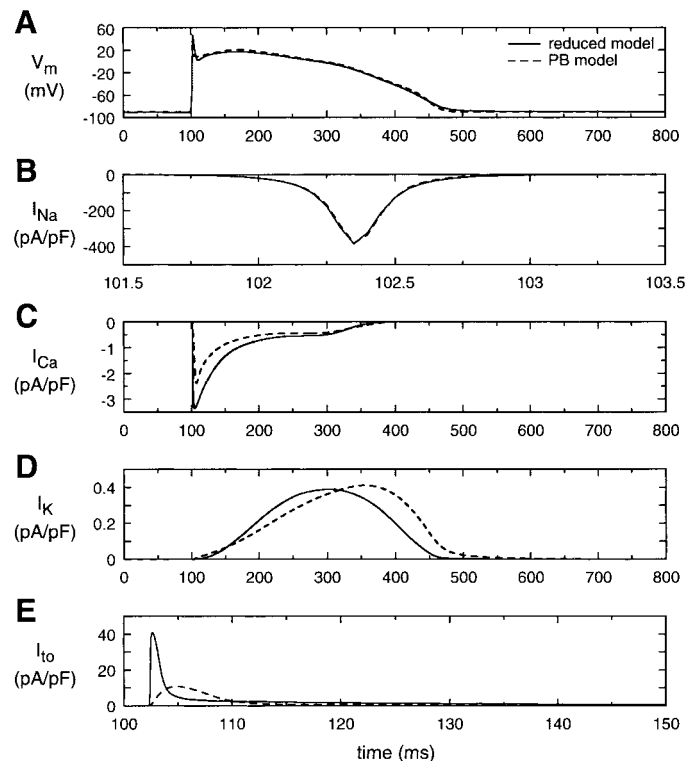 A
V_m
(mV)
60
20
-20
-60
-100
reduced model
PB model
0 100 200 300 400 500 600 700 800
B
I_Na
(pA/pF)
0
-200
-400
101.5 102 102.5 103 103.5
C
I_Ca
(pA/pF)
0
-1
-2
-3
0 100 200 300 400 500 600 700 800
D
I_K
(pA/pF)
0.4
0.2
0
0 100 200 300 400 500 600 700 800
E
I_to
(pA/pF)
40
20
0
100 110 120 130 140 150
time (ms)